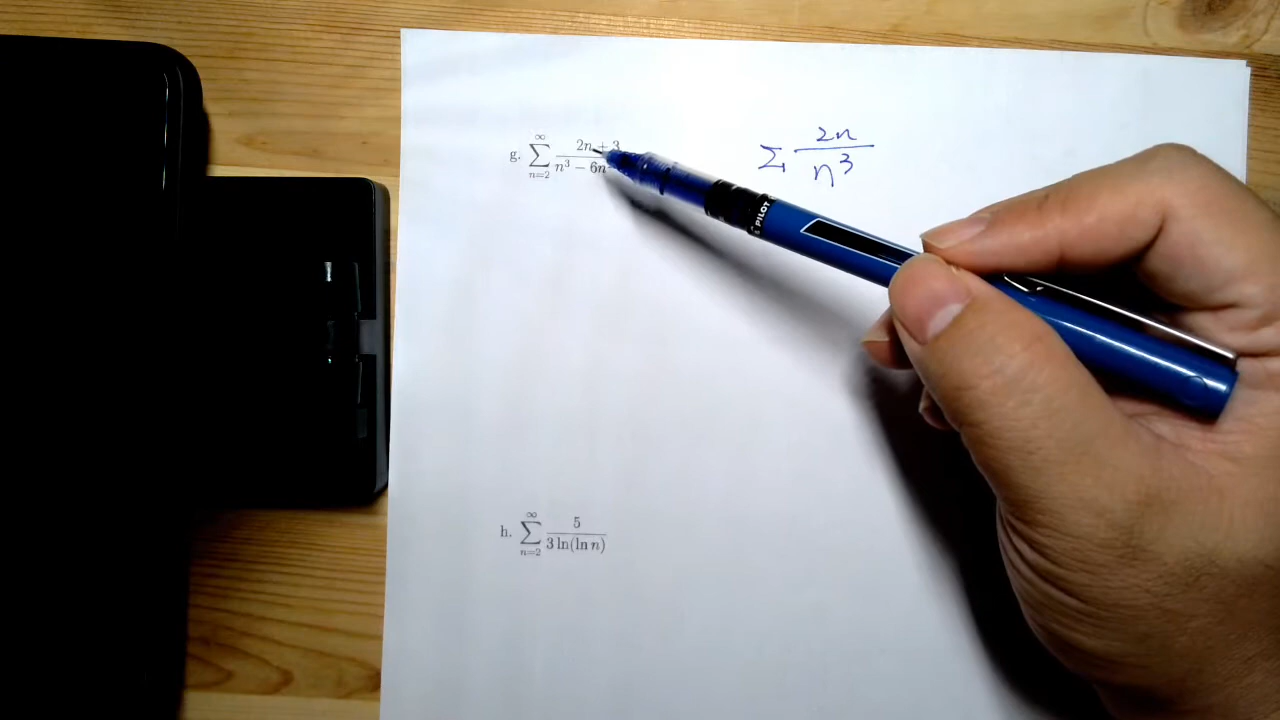 g. ∞∑n=2 (2n + 3)/(n³ − 6n
∑ 2n/n³
PILOT
h. ∞∑n=2 5/(3 ln(ln n))